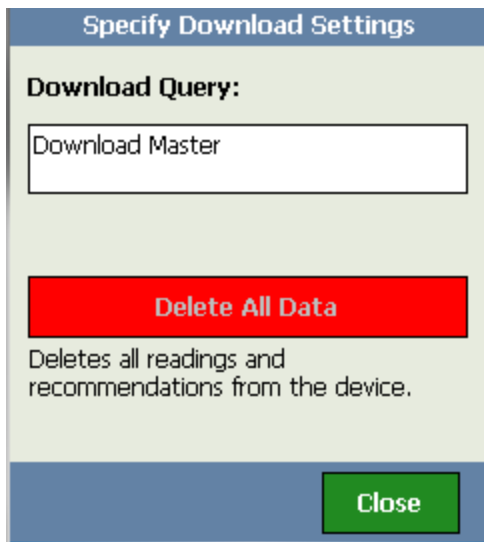 Specify Download Settings
Download Query:
Download Master
Delete All Data
Deletes all readings and
recommendations from the device.
Close